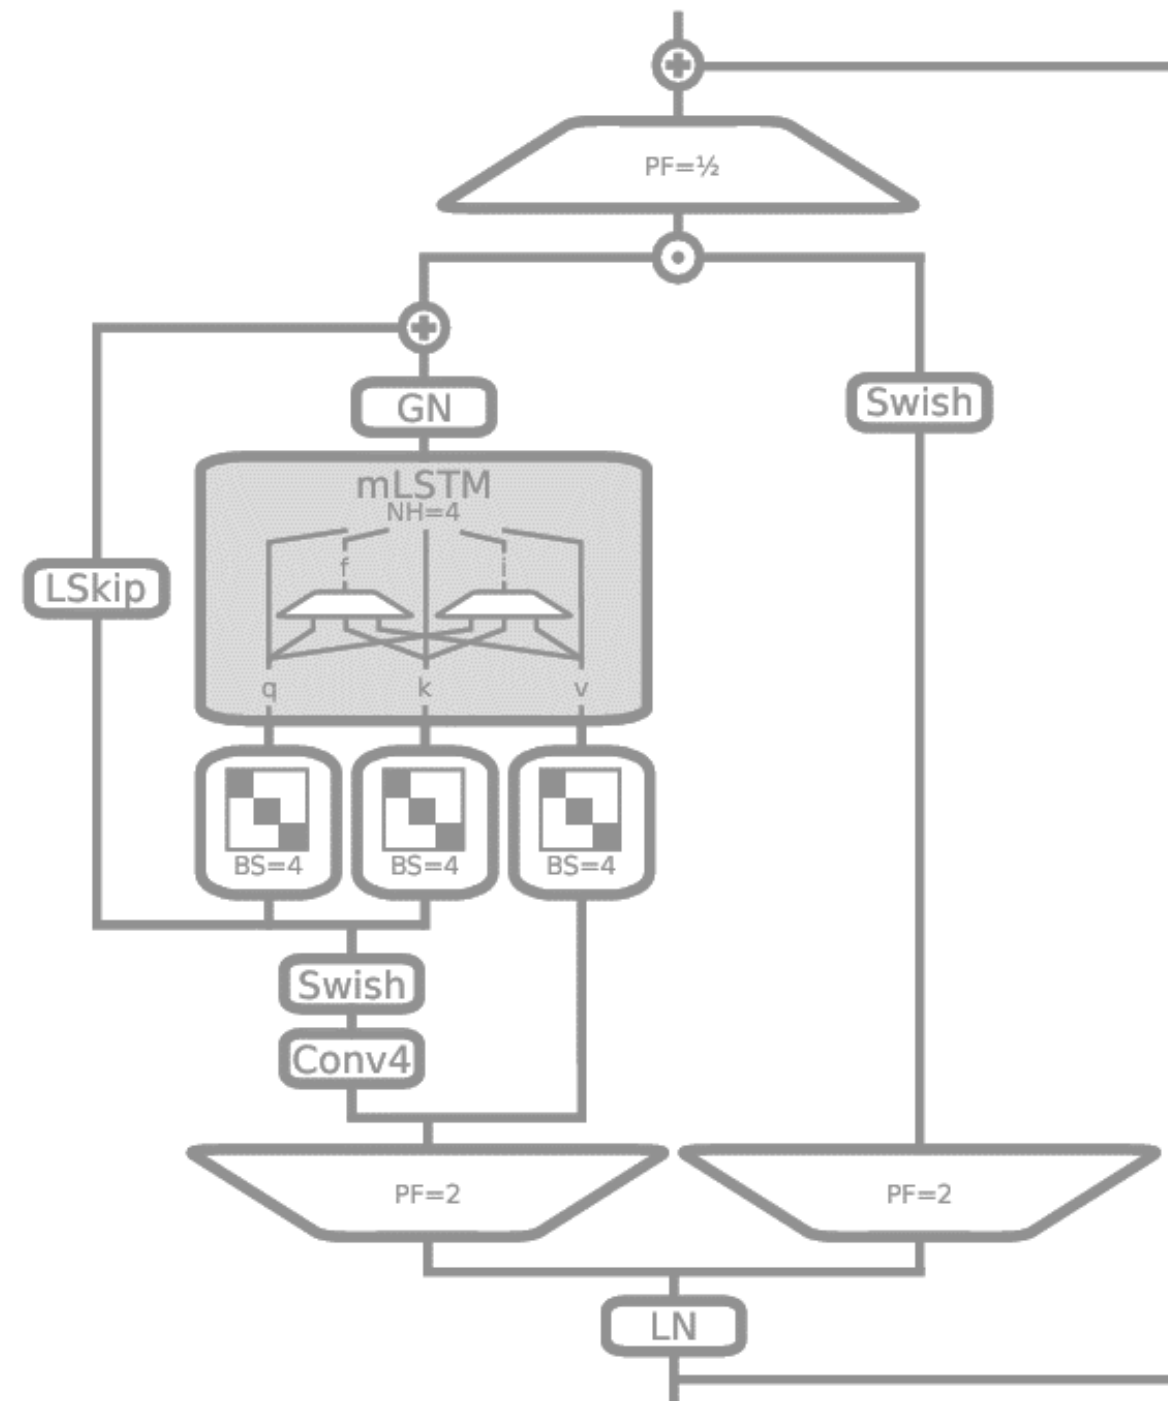 PF=½
GN
Swish
mLSTM
NH=4
f
i
LSkip
q
k
v
BS=4
BS=4
BS=4
Swish
Conv4
PF=2
PF=2
LN